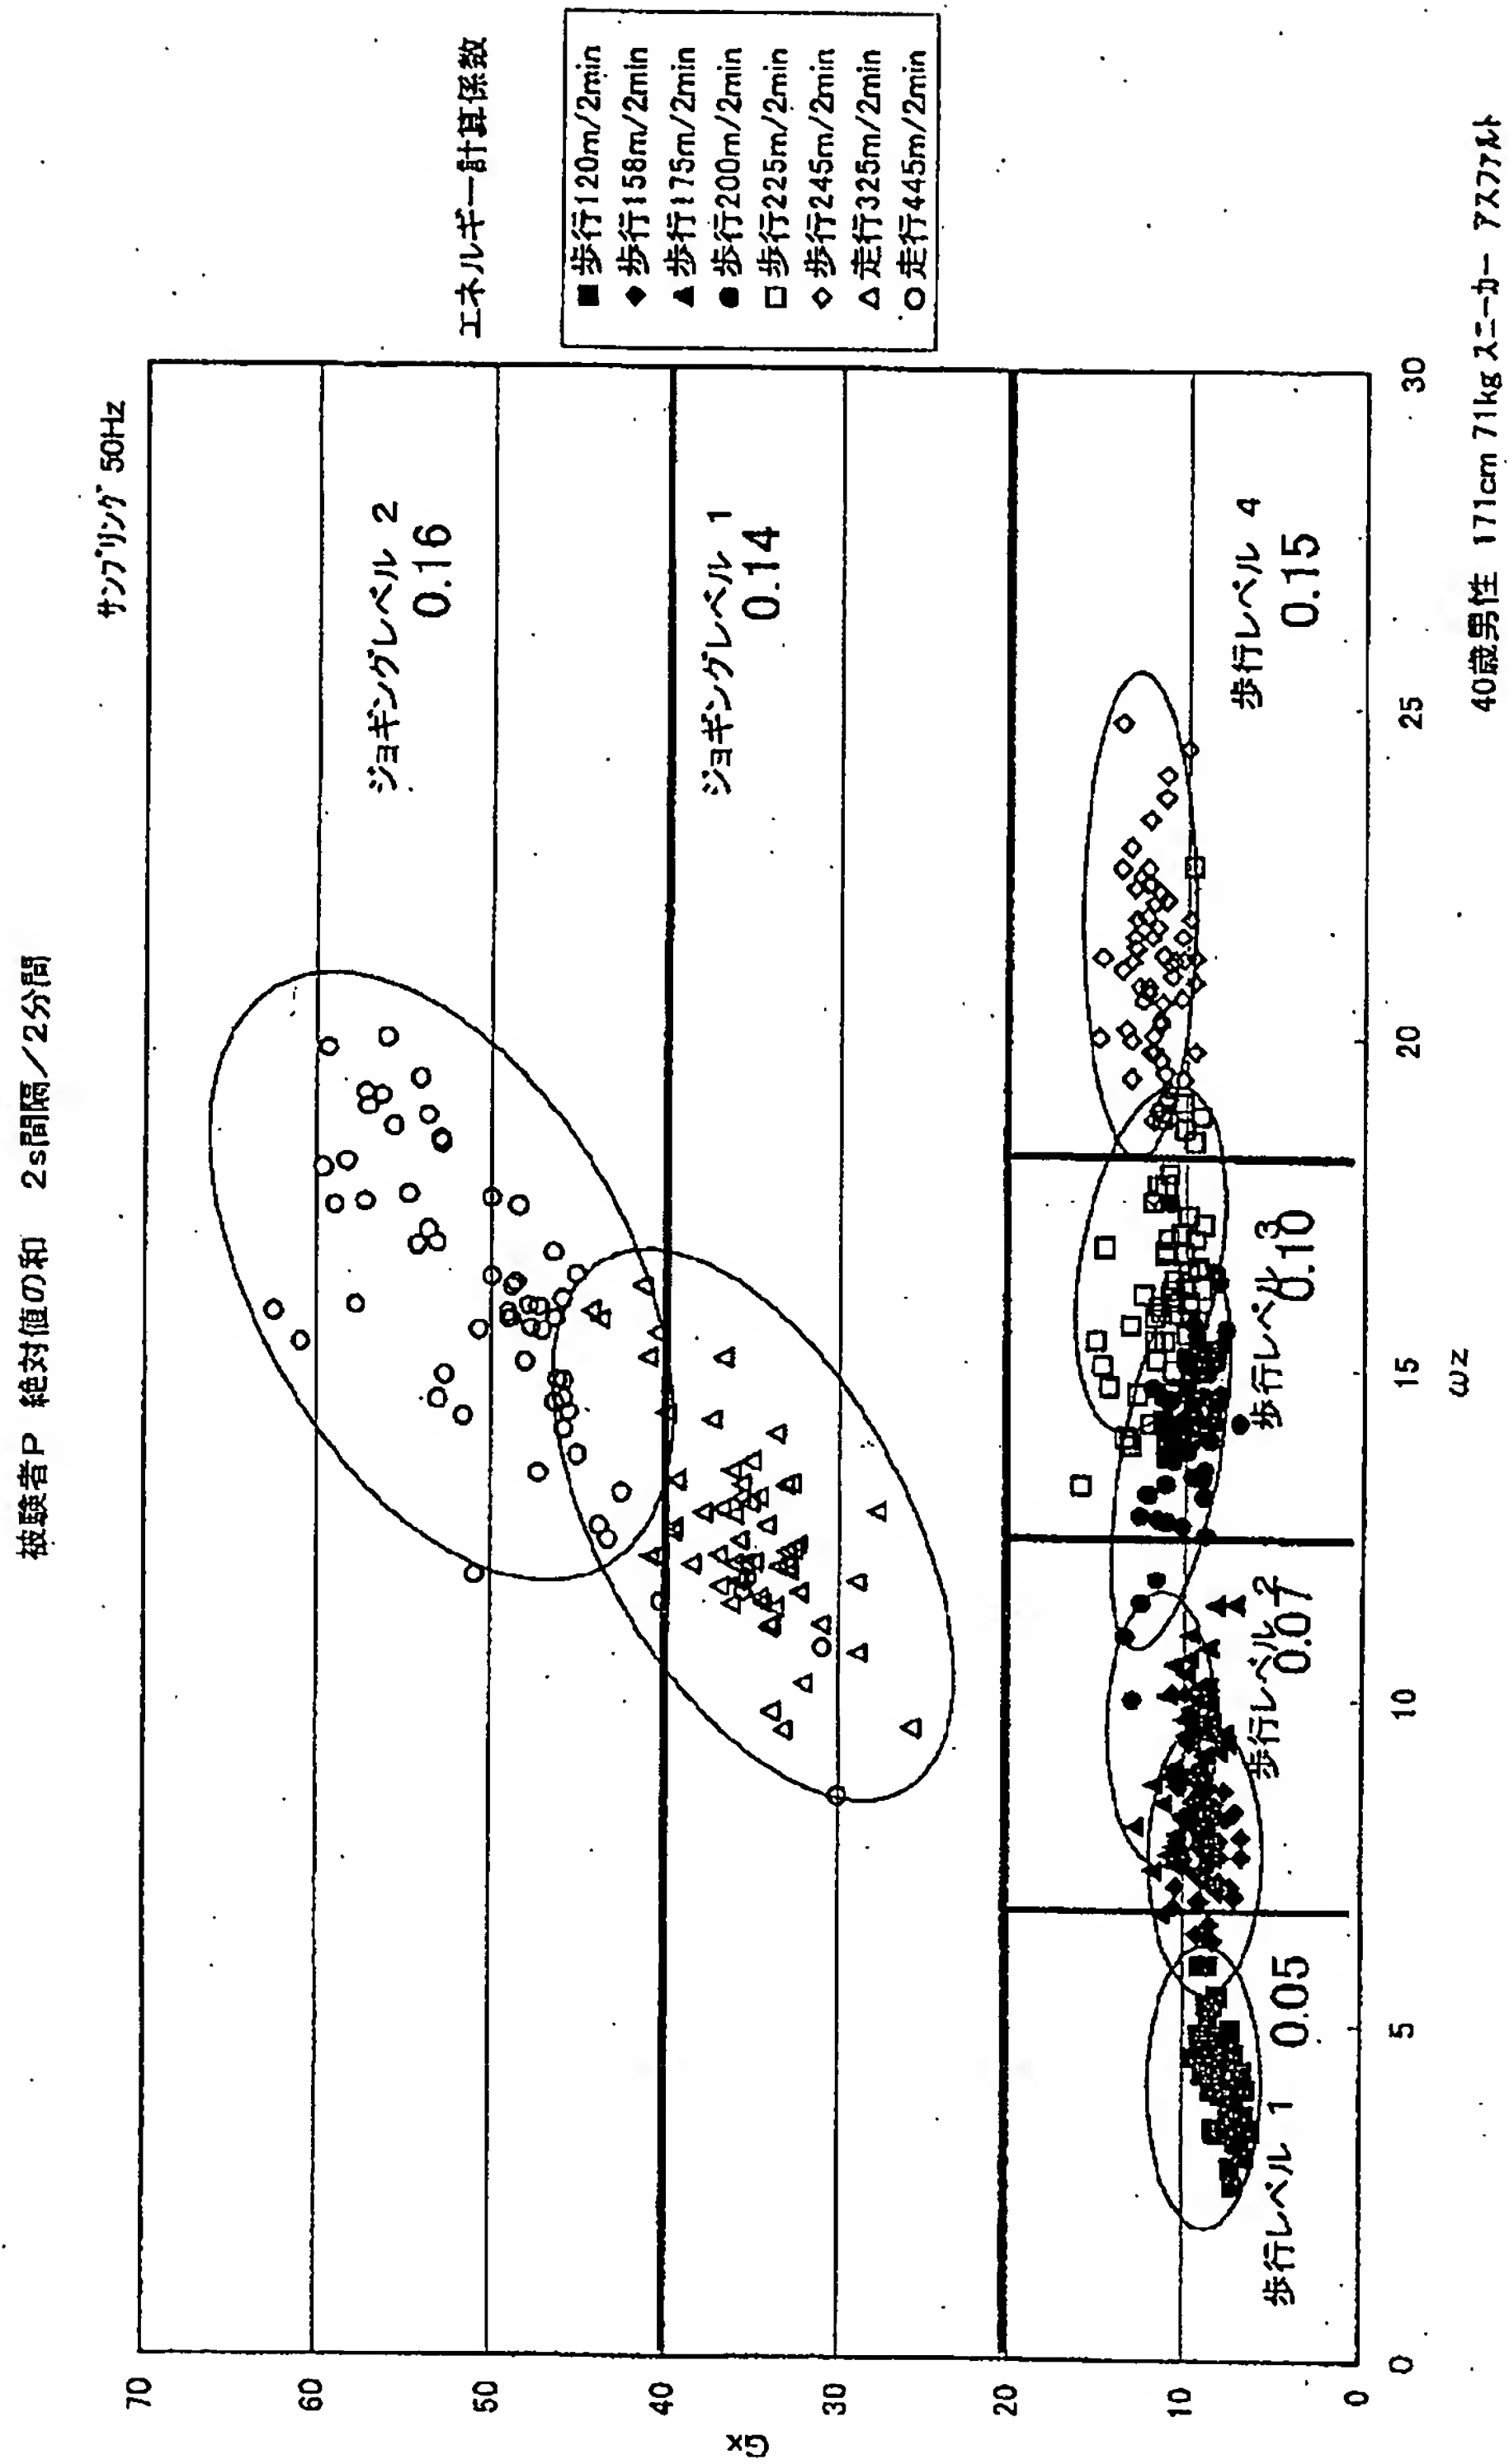 被験者P 絶対値の和 2s間隔／2分間
サンプリング 50Hz
エネルギー計算係数
■ 歩行120m/2min
◆ 歩行158m/2min
▲ 歩行175m/2min
● 歩行200m/2min
□ 歩行225m/2min
◇ 歩行245m/2min
△ 走行325m/2min
○ 走行445m/2min
ジョギングレベル 2
0.16
ジョギングレベル 1
0.14
歩行レベル 1
0.05
歩行レベル 2
0.07
歩行レベル 3
0.10
歩行レベル 4
0.15
70
60
50
40
30
20
10
0
Gx
0
5
10
15
20
25
30
ωz
40歳男性 171cm 71kg スニーカー アスファルト